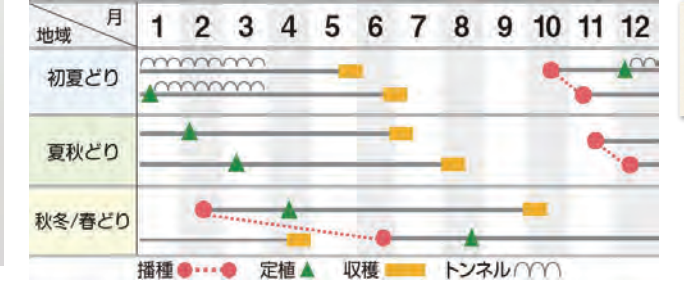 月
地域
1 2 3 4 5 6 7 8 9 10 11 12
初夏どり
夏秋どり
秋冬/春どり
播種 定植 収穫 トンネル